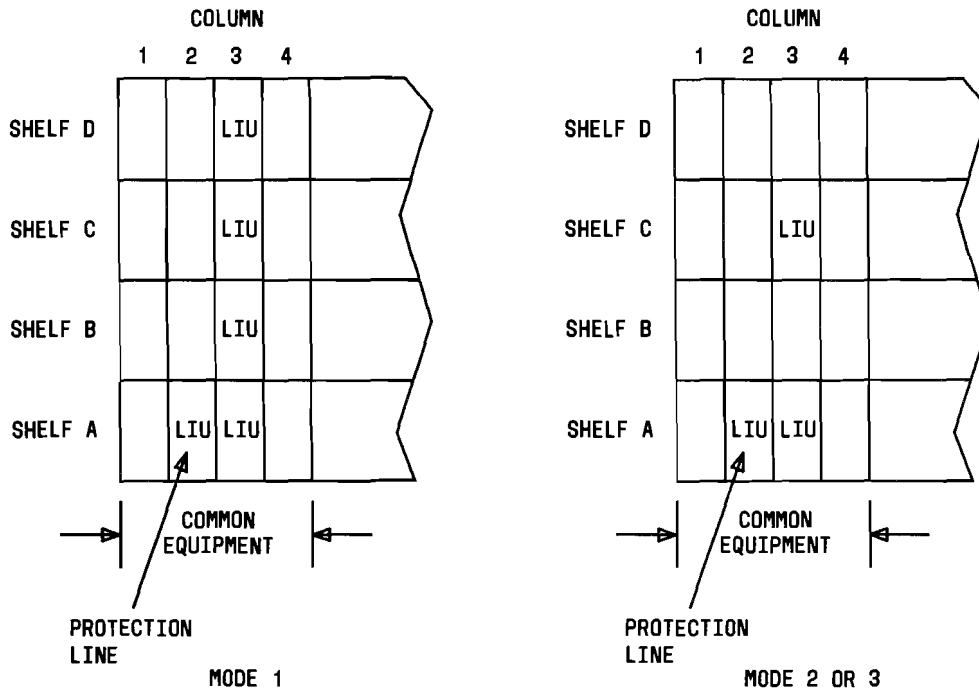 COLUMN
1 2 3 4
SHELF D LIU
SHELF C LIU
SHELF B LIU
SHELF A LIU LIU
COMMON
EQUIPMENT
PROTECTION
LINE
MODE 1
COLUMN
1 2 3 4
SHELF D
SHELF C LIU
SHELF B
SHELF A LIU LIU
COMMON
EQUIPMENT
PROTECTION
LINE
MODE 2 OR 3